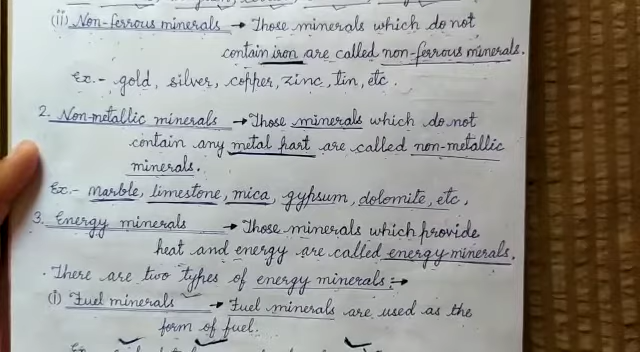 (ii) Non-ferrous minerals → Those minerals which do not
contain iron are called non-ferrous minerals.
Ex.- gold, silver, copper, zinc, tin, etc.
2. Non-metallic minerals → Those minerals which do not
contain any metal part are called non-metallic
minerals.
Ex.- marble, limestone, mica, gypsum, dolomite, etc,
3. Energy minerals → Those minerals which provide
heat and energy are called energy minerals.
. There are two types of energy minerals:→
(i) Fuel minerals → Fuel minerals are used as the
form of fuel.